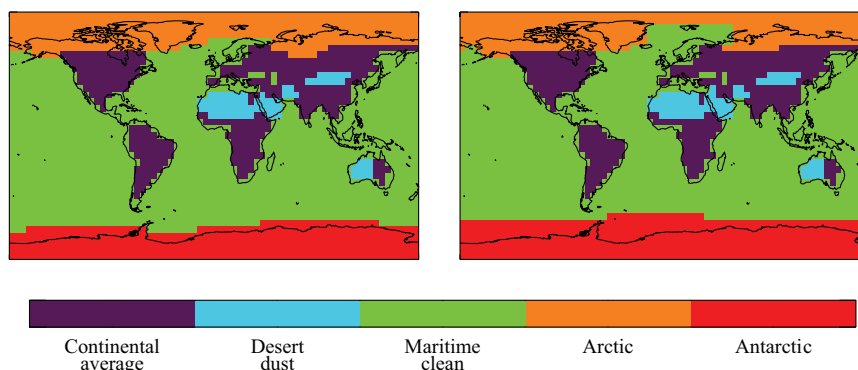 Continental average
Desert dust
Maritime clean
Arctic
Antarctic